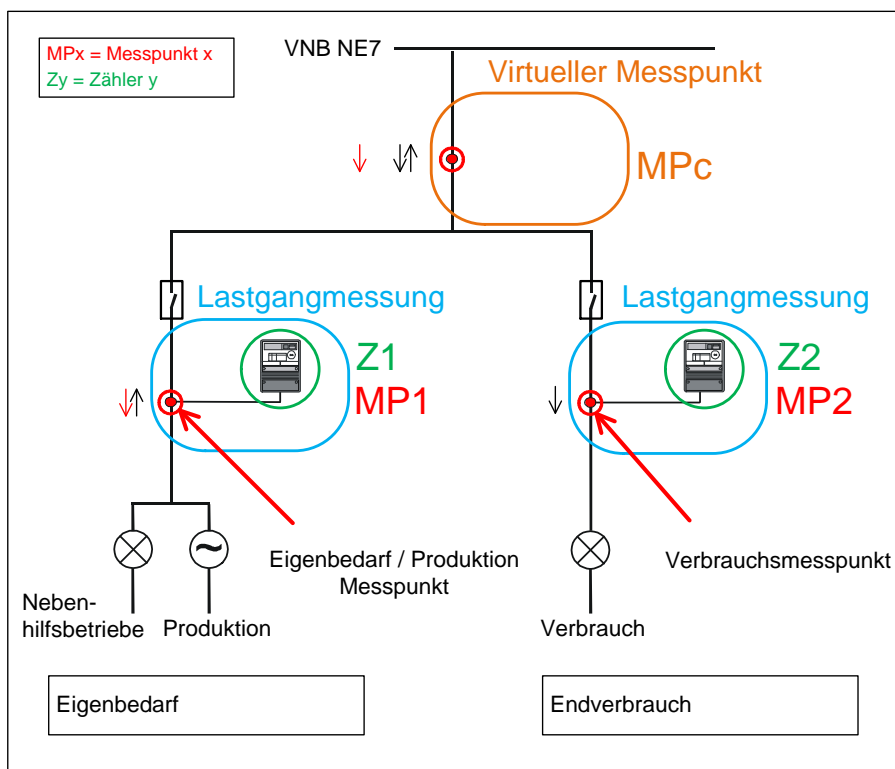 MPx = Messpunkt x
Zy = Zähler y
VNB NE7
Virtueller Messpunkt
MPc
Lastgangmessung
Z1
MP1
Lastgangmessung
Z2
MP2
Eigenbedarf / Produktion
Messpunkt
Verbrauchsmesspunkt
Neben-
hilfsbetriebe
Produktion
Verbrauch
Eigenbedarf
Endverbrauch